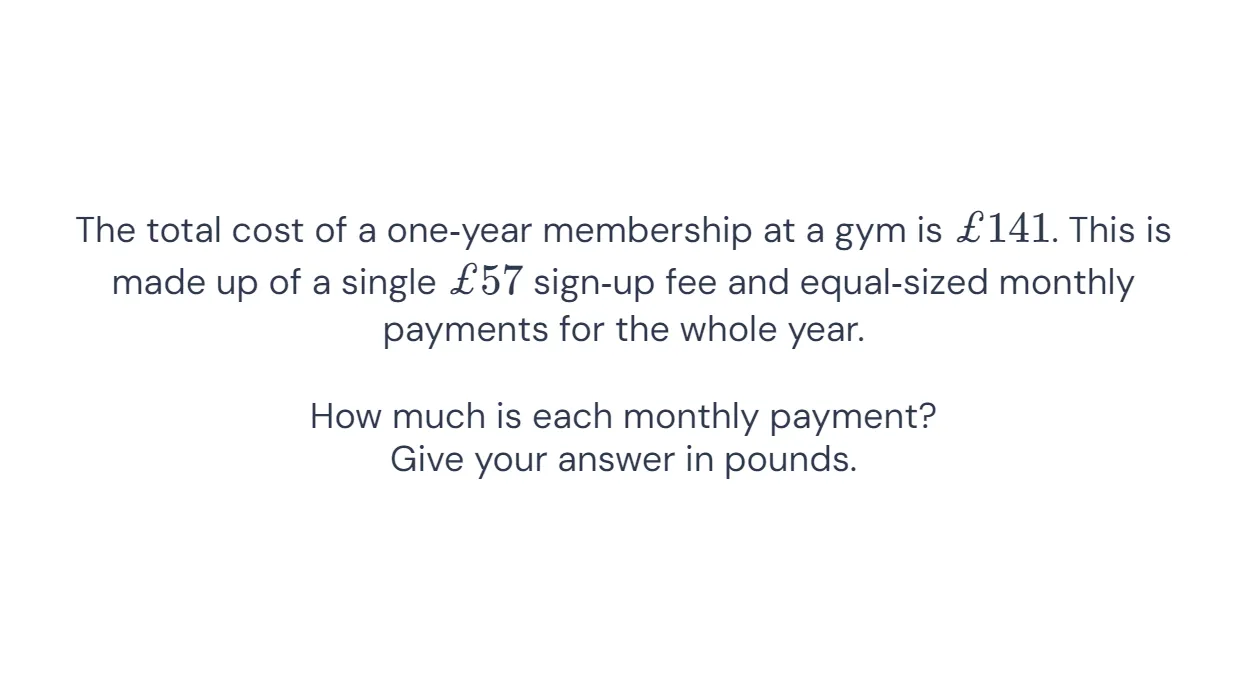 The total cost of a one-year membership at a gym is £141. This is
made up of a single £57 sign-up fee and equal-sized monthly
payments for the whole year.
How much is each monthly payment?
Give your answer in pounds.